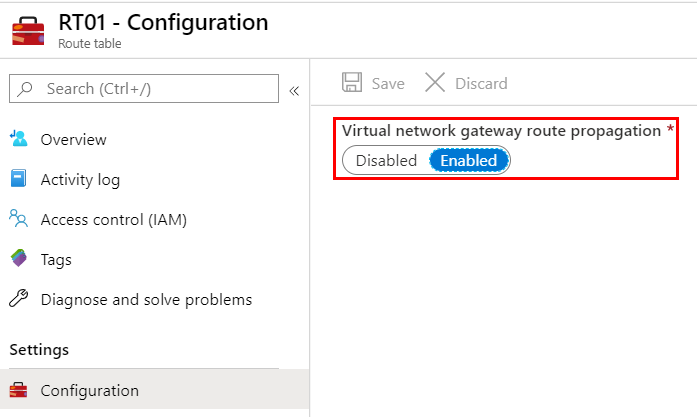 RT01 - Configuration
Route table
Search (Ctrl+/)
«
Overview
Activity log
Access control (IAM)
Tags
Diagnose and solve problems
Settings
Configuration
Save Discard
Virtual network gateway route propagation *
Disabled Enabled